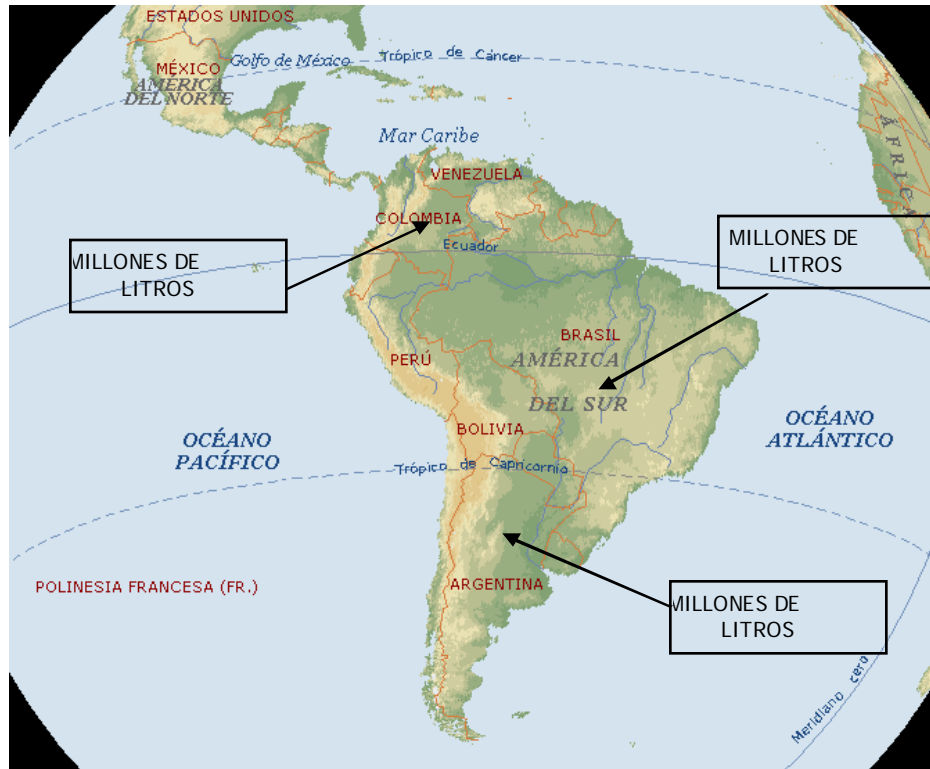 ESTADOS UNIDOS
Golfo de México
Trópico de Cáncer
MÉXICO
AMÉRICA
DEL NORTE
ÁFRICA
Mar Caribe
VENEZUELA
COLOMBIA
MILLONES DE
LITROS
Ecuador
MILLONES DE
LITROS
BRASIL
PERÚ
AMÉRICA
DEL SUR
BOLIVIA
OCÉANO
PACÍFICO
OCÉANO
ATLÁNTICO
Trópico de Capricornia
POLINESIA FRANCESA (FR.)
ARGENTINA
MILLONES DE
LITROS
Meridiano cero